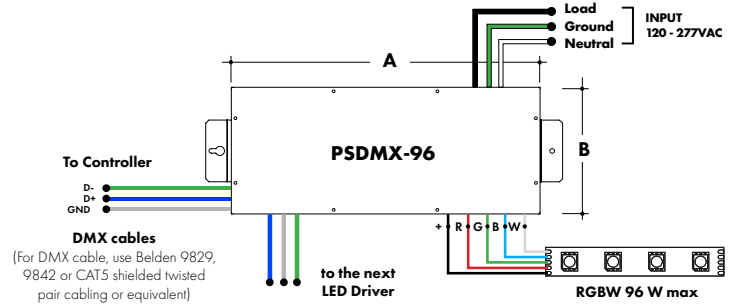 Load
Ground
Neutral
INPUT
120 - 277VAC
A
PSDMX-96
B
To Controller
D-
D+
GND
DMX cables
(For DMX cable, use Belden 9829,
9842 or CAT5 shielded twisted
pair cabling or equivalent)
to the next
LED Driver
+ R G B W
RGBW 96 W max